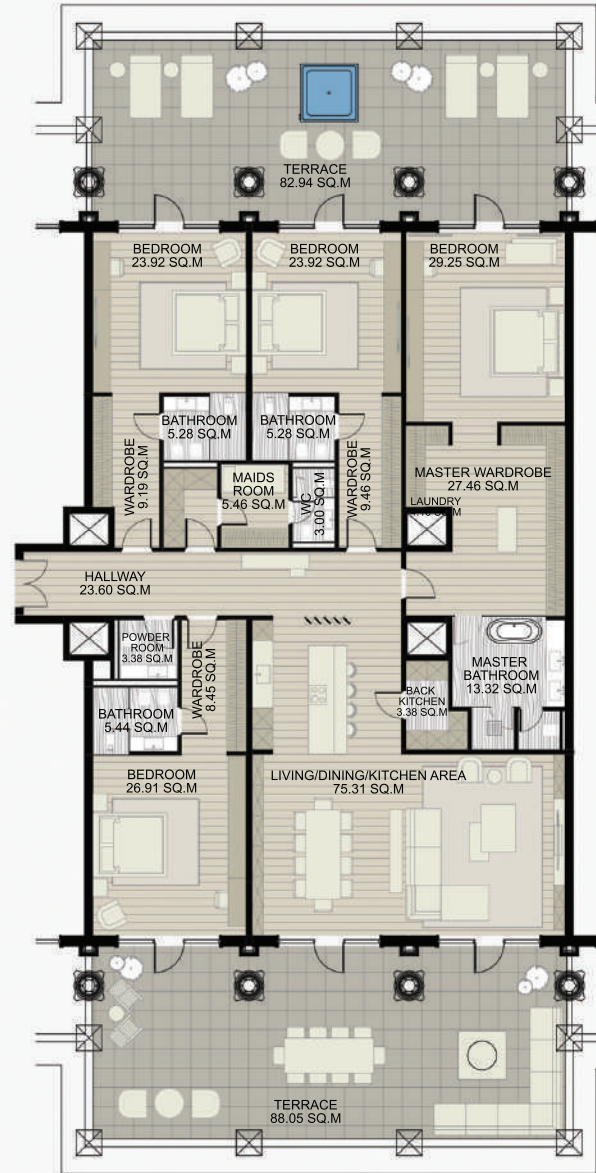 TERRACE
82.94 SQ.M
BEDROOM
23.92 SQ.M
BEDROOM
23.92 SQ.M
BEDROOM
29.25 SQ.M
BATHROOM
5.28 SQ.M
BATHROOM
5.28 SQ.M
WARDROBE
9.19 SQ.M
MAIDS
ROOM
5.46 SQ.M
WC
3.00 SQ.M
WARDROBE
9.46 SQ.M
MASTER WARDROBE
27.46 SQ.M
LAUNDRY
HALLWAY
23.60 SQ.M
POWDER
ROOM
3.38 SQ.M
WARDROBE
8.45 SQ.M
BATHROOM
5.44 SQ.M
BACK
KITCHEN
3.38 SQ.M
MASTER
BATHROOM
13.32 SQ.M
BEDROOM
26.91 SQ.M
LIVING/DINING/KITCHEN AREA
75.31 SQ.M
TERRACE
88.05 SQ.M